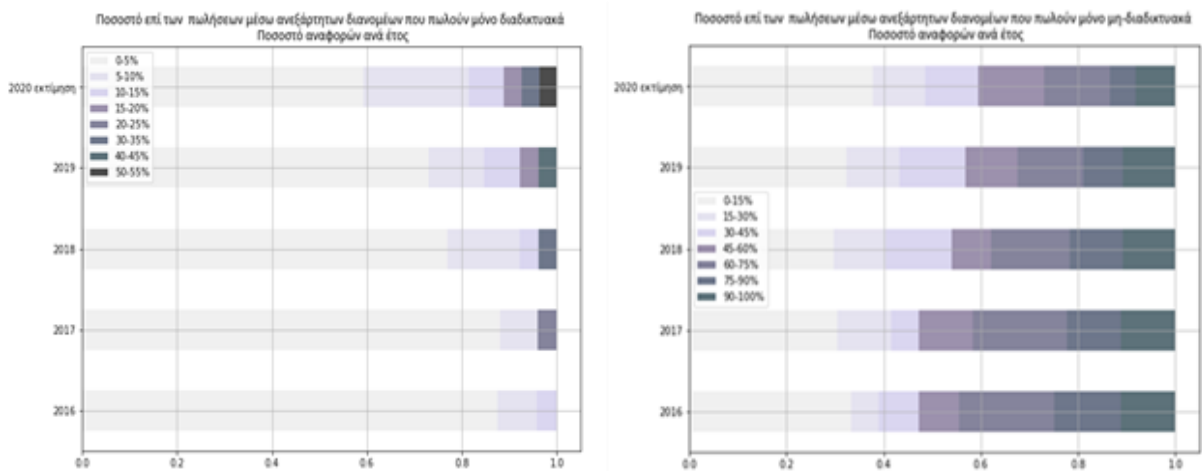 Ποσοστό επί των πωλήσεων μέσω ανεξάρτητων διανομέων που πωλούν μόνο διαδικτυακά
Ποσοστό αναφορών ανά έτος
0-5%
5-10%
10-15%
15-20%
20-25%
30-35%
40-45%
50-55%
2020 εκτίμηση
2019
2018
2017
2016
0.0 0.2 0.4 0.6 0.8 1.0
Ποσοστό επί των πωλήσεων μέσω ανεξάρτητων διανομέων που πωλούν μόνο μη-διαδικτυακά
Ποσοστό αναφορών ανά έτος
2020 εκτίμηση
2019
2018
2017
2016
0-15%
15-30%
30-45%
45-60%
60-75%
75-90%
90-100%
0.0 0.2 0.4 0.6 0.8 1.0